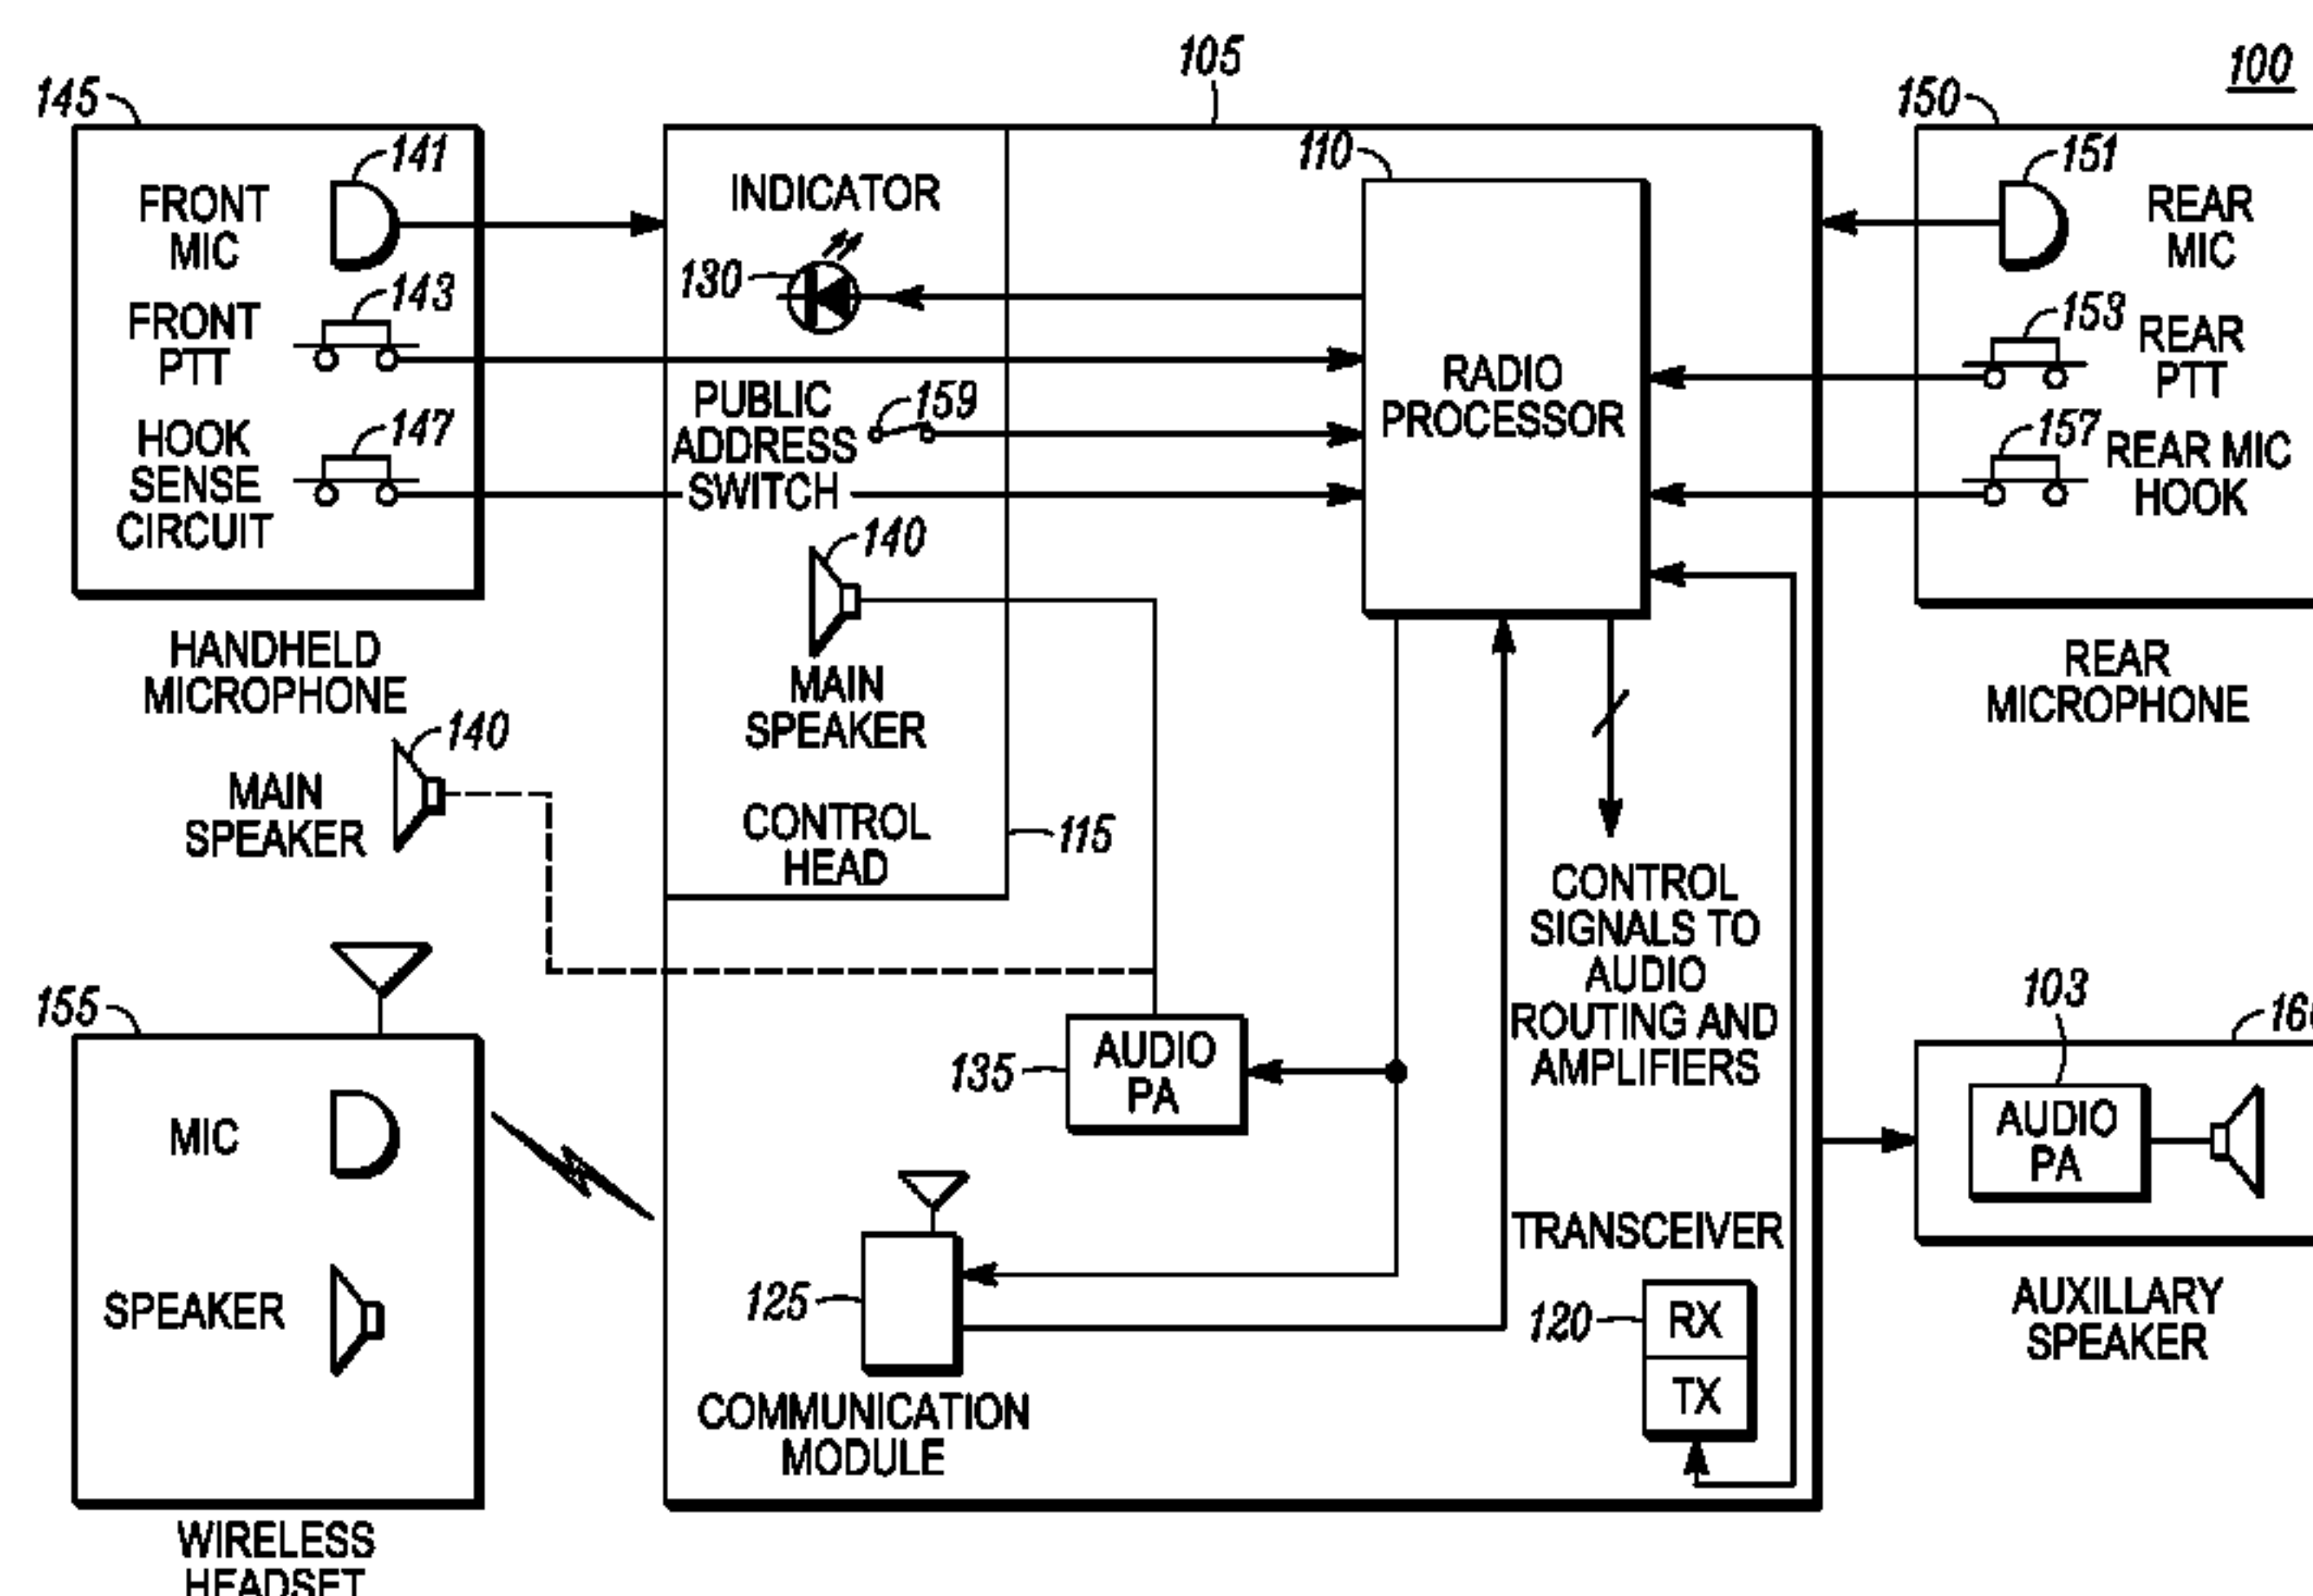 105
100
145
150
110
141
151
FRONT
MIC
INDICATOR
REAR
MIC
130
143
FRONT
PTT
153
REAR
PTT
RADIO
PROCESSOR
PUBLIC
ADDRESS
SWITCH
159
147
HOOK
SENSE
CIRCUIT
157
REAR MIC
HOOK
140
MAIN
SPEAKER
HANDHELD
MICROPHONE
REAR
MICROPHONE
140
MAIN
SPEAKER
CONTROL
HEAD
115
CONTROL
SIGNALS TO
AUDIO
ROUTING AND
AMPLIFIERS
155
103
135
AUDIO
PA
AUDIO
PA
MIC
SPEAKER
TRANSCEIVER
125
120
RX
TX
AUXILLARY
SPEAKER
COMMUNICATION
MODULE
WIRELESS
HEADSET